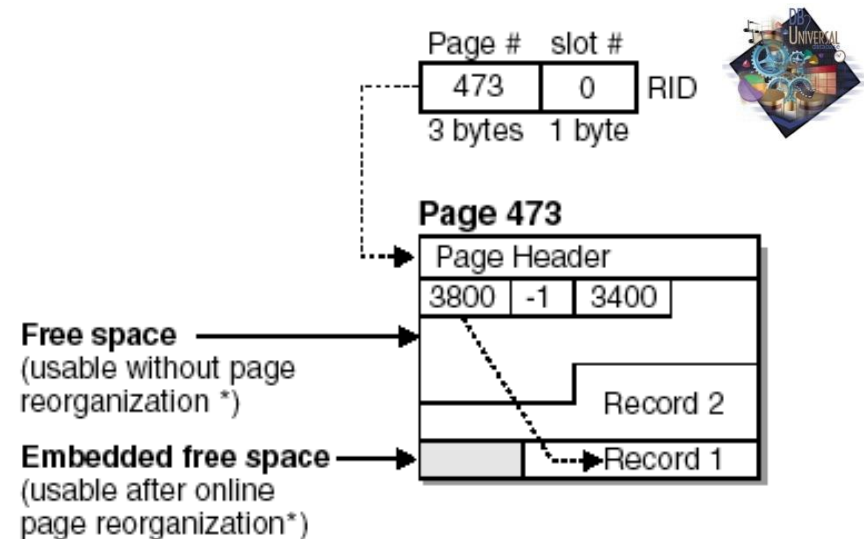 Page # slot #
473 0 RID
3 bytes 1 byte
DB2
UNIVERSAL
Page 473
Page Header
3800 -1 3400
Free space
(usable without page
reorganization *)
Record 2
Embedded free space
Record 1
(usable after online
page reorganization*)